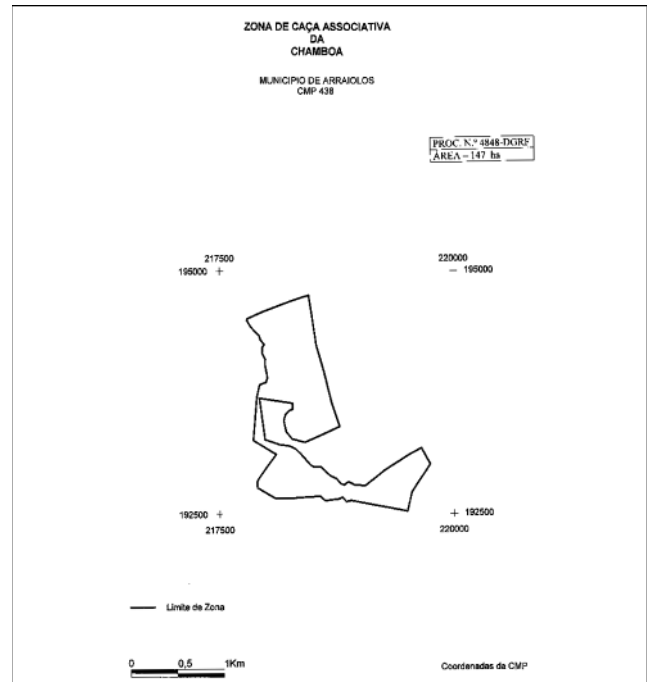 ZONA DE CAÇA ASSOCIATIVA
DA
CHAMBOA
MUNICIPIO DE ARRAIOLOS
CMP 438
PROC. N.º 4848-DGRF
ÁREA - 147 ha
217500
220000
195000
195000
192500
192500
217500
220000
Limite de Zona
0 0,5 1Km
Coordenadas da CMP